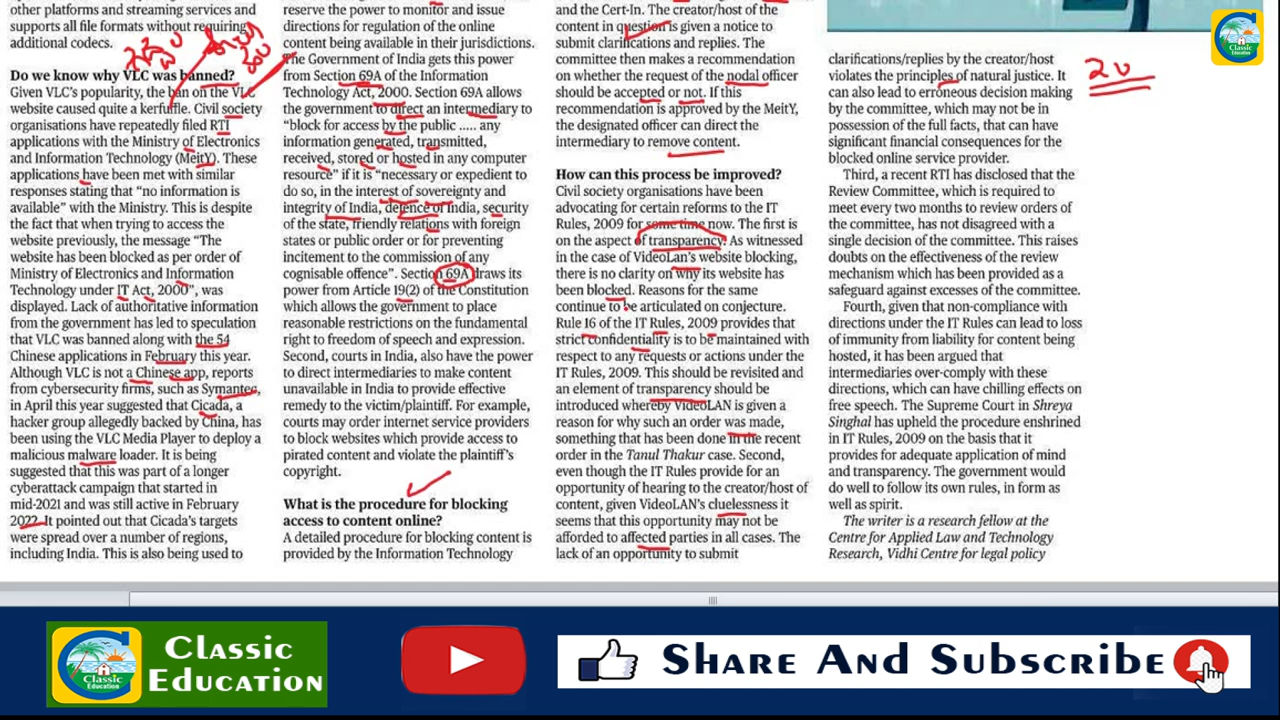 other platforms and streaming services and
supports all file formats without requiring
additional codecs.
Do we know why VLC was banned?
Given VLC's popularity, the ban on the VLC
website caused quite a kerfuffle. Civil society
organisations have repeatedly filed RTI
applications with the Ministry of Electronics
and Information Technology (MeitY). These
applications have been met with similar
responses stating that “no information is
available” with the Ministry. This is despite
the fact that when trying to access the
website previously, the message “The
website has been blocked as per order of
Ministry of Electronics and Information
Technology under IT Act, 2000”, was
displayed. Lack of authoritative information
from the government has led to speculation
that VLC was banned along with the 54
Chinese applications in February this year.
Although VLC is not a Chinese app, reports
from cybersecurity firms, such as Symantec,
in April this year suggested that Cicada, a
hacker group allegedly backed by China, has
been using the VLC Media Player to deploy a
malicious malware loader. It is being
suggested that this was part of a longer
cyberattack campaign that started in
mid-2021 and was still active in February
2022. It pointed out that Cicada's targets
were spread over a number of regions,
including India. This is also being used to
reserve the power to monitor and issue
directions for regulation of the online
content being available in their jurisdictions.
The Government of India gets this power
from Section 69A of the Information
Technology Act, 2000. Section 69A allows
the government to direct an intermediary to
“block for access by the public ..... any
information generated, transmitted,
received, stored or hosted in any computer
resource” if it is “necessary or expedient to
do so, in the interest of sovereignty and
integrity of India, defence of India, security
of the state, friendly relations with foreign
states or public order or for preventing
incitement to the commission of any
cognisable offence”. Section 69A draws its
power from Article 19(2) of the Constitution
which allows the government to place
reasonable restrictions on the fundamental
right to freedom of speech and expression.
Second, courts in India, also have the power
to direct intermediaries to make content
unavailable in India to provide effective
remedy to the victim/plaintiff. For example,
courts may order internet service providers
to block websites which provide access to
pirated content and violate the plaintiff's
copyright.
What is the procedure for blocking
access to content online?
A detailed procedure for blocking content is
provided by the Information Technology
and the Cert-In. The creator/host of the
content in question is given a notice to
submit clarifications and replies. The
committee then makes a recommendation
on whether the request of the nodal officer
should be accepted or not. If this
recommendation is approved by the MeitY,
the designated officer can direct the
intermediary to remove content.
How can this process be improved?
Civil society organisations have been
advocating for certain reforms to the IT
Rules, 2009 for some time now. The first is
on the aspect of transparency. As witnessed
in the case of VideoLan's website blocking,
there is no clarity on why its website has
been blocked. Reasons for the same
continue to be articulated on conjecture.
Rule 16 of the IT Rules, 2009 provides that
strict confidentiality is to be maintained with
respect to any requests or actions under the
IT Rules, 2009. This should be revisited and
an element of transparency should be
introduced whereby VideoLAN is given a
reason for why such an order was made,
something that has been done in the recent
order in the Tanul Thakur case. Second,
even though the IT Rules provide for an
opportunity of hearing to the creator/host of
content, given VideoLAN's cluelessness it
seems that this opportunity may not be
afforded to affected parties in all cases. The
lack of an opportunity to submit
clarifications/replies by the creator/host
violates the principles of natural justice. It
can also lead to erroneous decision making
by the committee, which may not be in
possession of the full facts, that can have
significant financial consequences for the
blocked online service provider.
Third, a recent RTI has disclosed that the
Review Committee, which is required to
meet every two months to review orders of
the committee, has not disagreed with a
single decision of the committee. This raises
doubts on the effectiveness of the review
mechanism which has been provided as a
safeguard against excesses of the committee.
Fourth, given that non-compliance with
directions under the IT Rules can lead to loss
of immunity from liability for content being
hosted, it has been argued that
intermediaries over-comply with these
directions, which can have chilling effects on
free speech. The Supreme Court in Shreya
Singhal has upheld the procedure enshrined
in IT Rules, 2009 on the basis that it
provides for adequate application of mind
and transparency. The government would
do well to follow its own rules, in form as
well as spirit.
The writer is a research fellow at the
Centre for Applied Law and Technology
Research, Vidhi Centre for legal policy
Classic
Education
Classic
Education
Classic
Education
Share And Subscribe